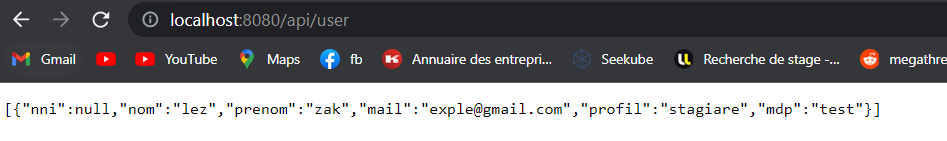 localhost:8080/api/user
Gmail YouTube Maps fb Annuaire des entrepri... Seekube Recherche de stage -... megathre
[{"nni":null,"nom":"lez","prenom":"zak","mail":"exple@gmail.com","profil":"stagiare","mdp":"test"}]